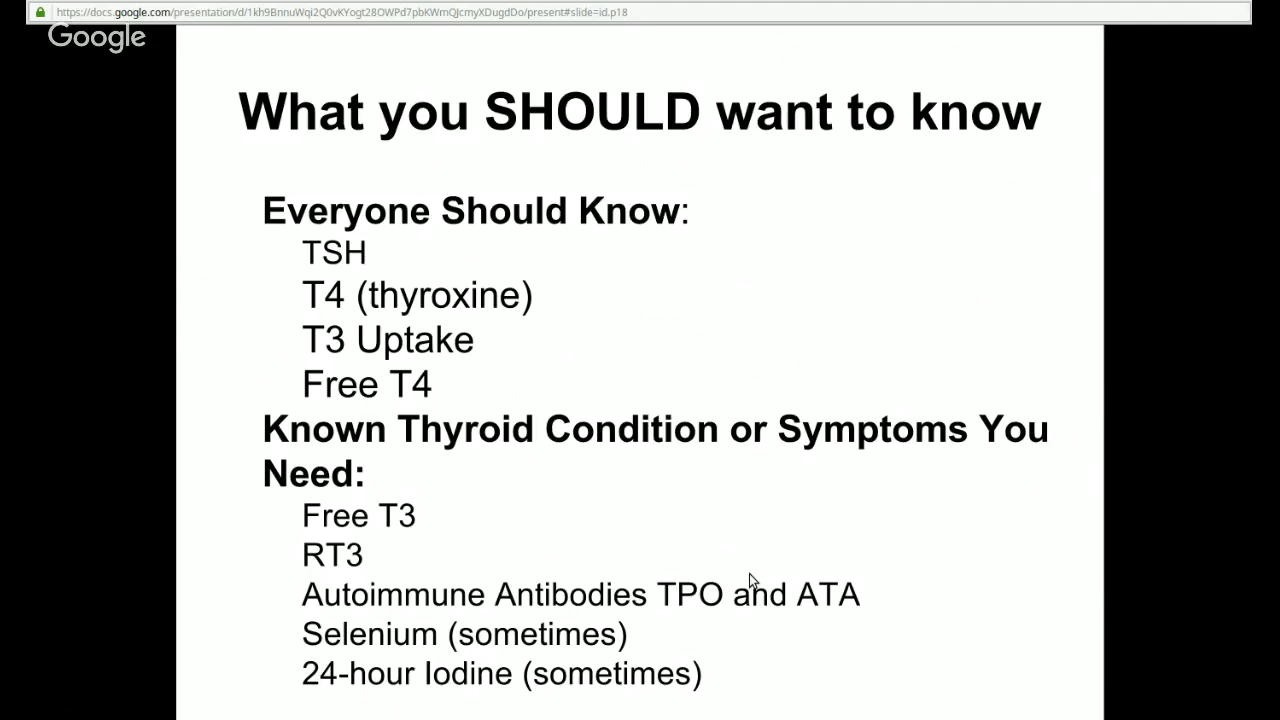 https://docs.google.com/presentation/d/1kh9BnnuWqi2Q0vKYogt28OWPd7pbKWmQJcmyXDugdDo/present#slide=id.p18
Google
What you SHOULD want to know
Everyone Should Know:
TSH
T4 (thyroxine)
T3 Uptake
Free T4
Known Thyroid Condition or Symptoms You
Need:
Free T3
RT3
Autoimmune Antibodies TPO and ATA
Selenium (sometimes)
24-hour Iodine (sometimes)